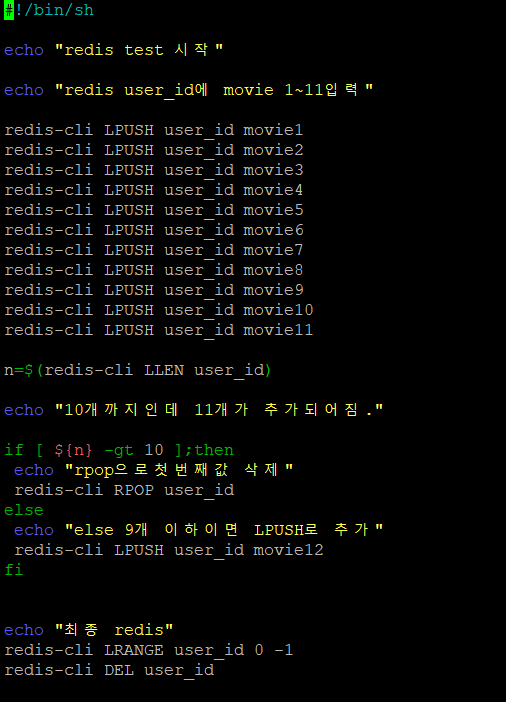 #!/bin/sh
echo "redis test 시작"
echo "redis user_id에 movie 1~11입력"
redis-cli LPUSH user_id movie1
redis-cli LPUSH user_id movie2
redis-cli LPUSH user_id movie3
redis-cli LPUSH user_id movie4
redis-cli LPUSH user_id movie5
redis-cli LPUSH user_id movie6
redis-cli LPUSH user_id movie7
redis-cli LPUSH user_id movie8
redis-cli LPUSH user_id movie9
redis-cli LPUSH user_id movie10
redis-cli LPUSH user_id movie11
n=$(redis-cli LLEN user_id)
echo "10개까지인데 11개가 추가되어짐."
if [ ${n} -gt 10 ];then
 echo "rpop으로첫번째값 삭제"
 redis-cli RPOP user_id
else
 echo "else 9개 이하이면 LPUSH로 추가"
 redis-cli LPUSH user_id movie12
fi
echo "최종 redis"
redis-cli LRANGE user_id 0 -1
redis-cli DEL user_id